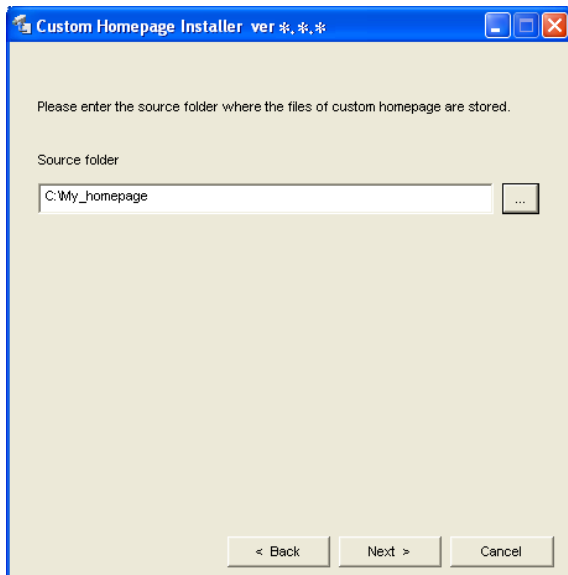 Custom Homepage Installer ver *.*.*
Please enter the source folder where the files of custom homepage are stored.
Source folder
C:\My_homepage
...
< Back Next > Cancel